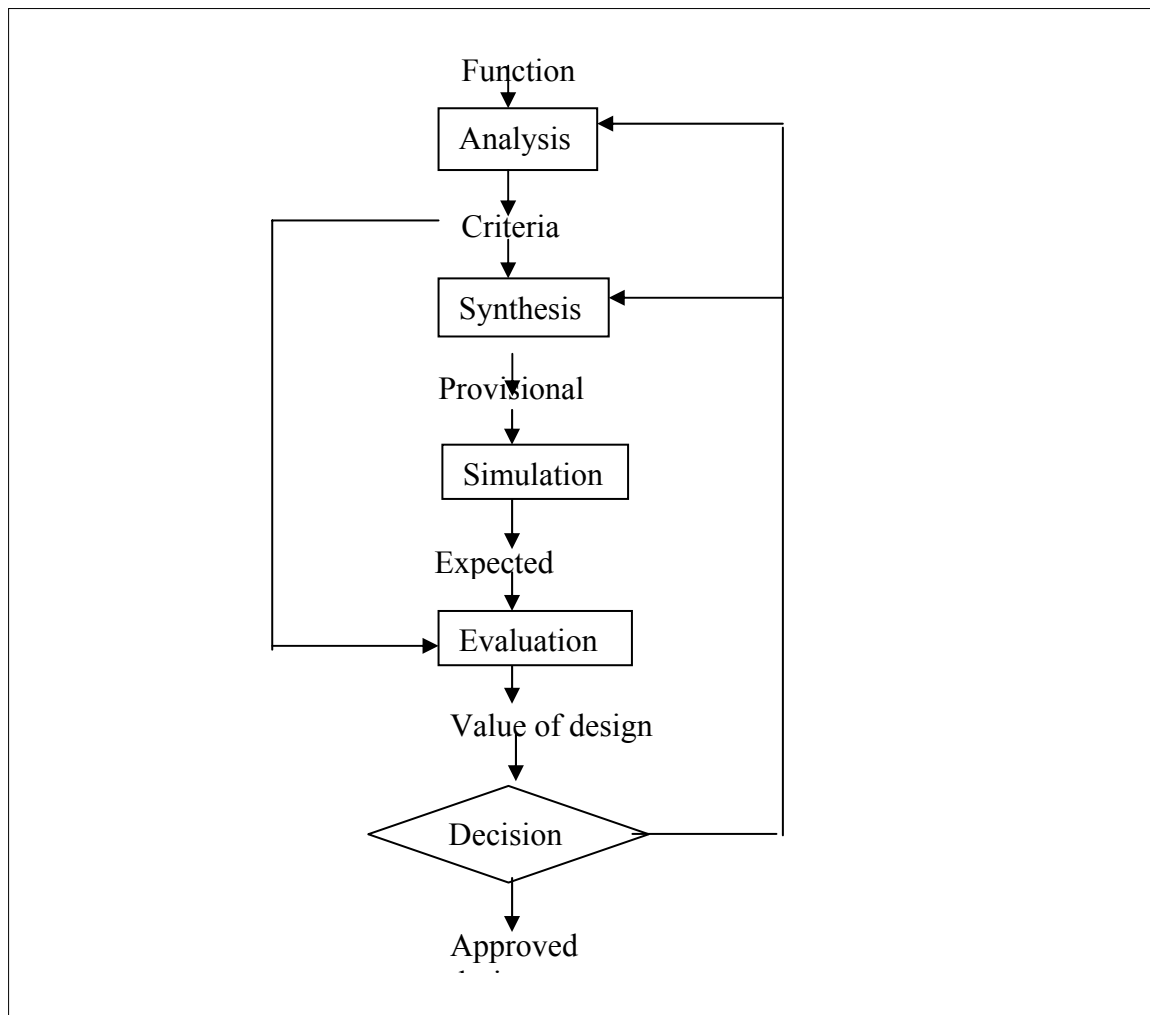 Function
Analysis
Criteria
Synthesis
Provisional
Simulation
Expected
Evaluation
Value of design
Decision
Approved